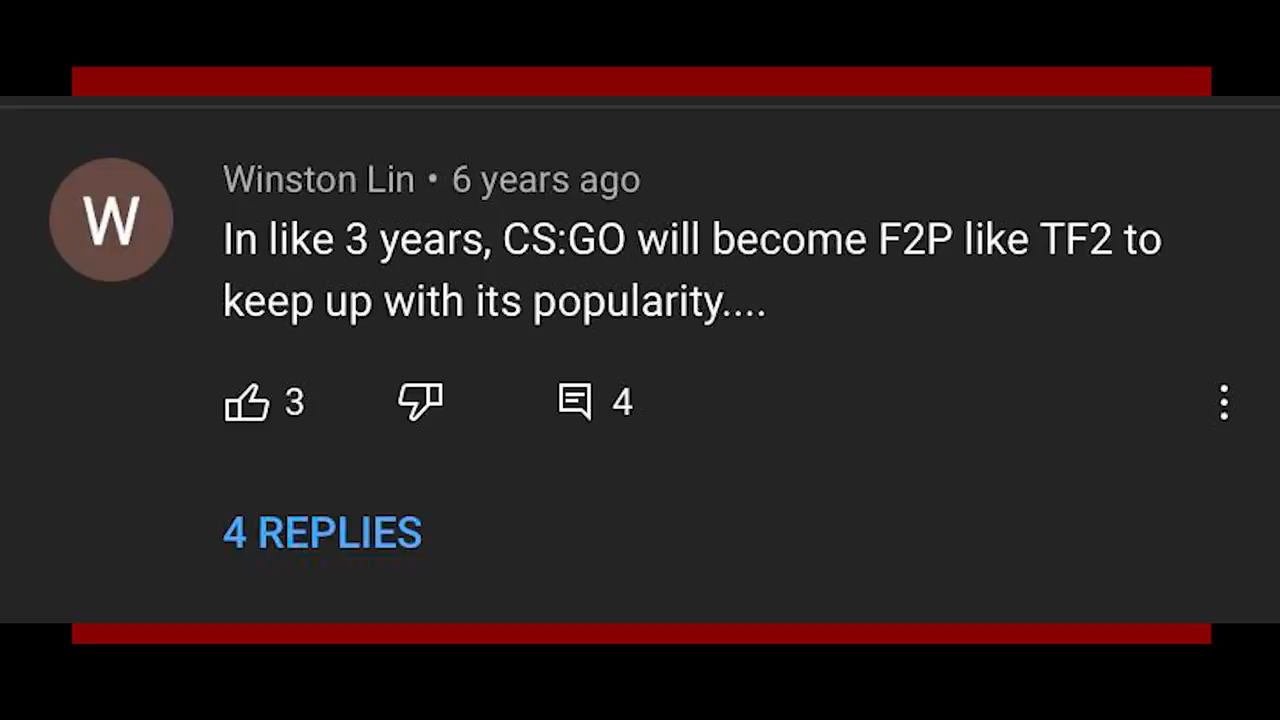 W
Winston Lin • 6 years ago
In like 3 years, CS:GO will become F2P like TF2 to
keep up with its popularity....
3 4
4 REPLIES